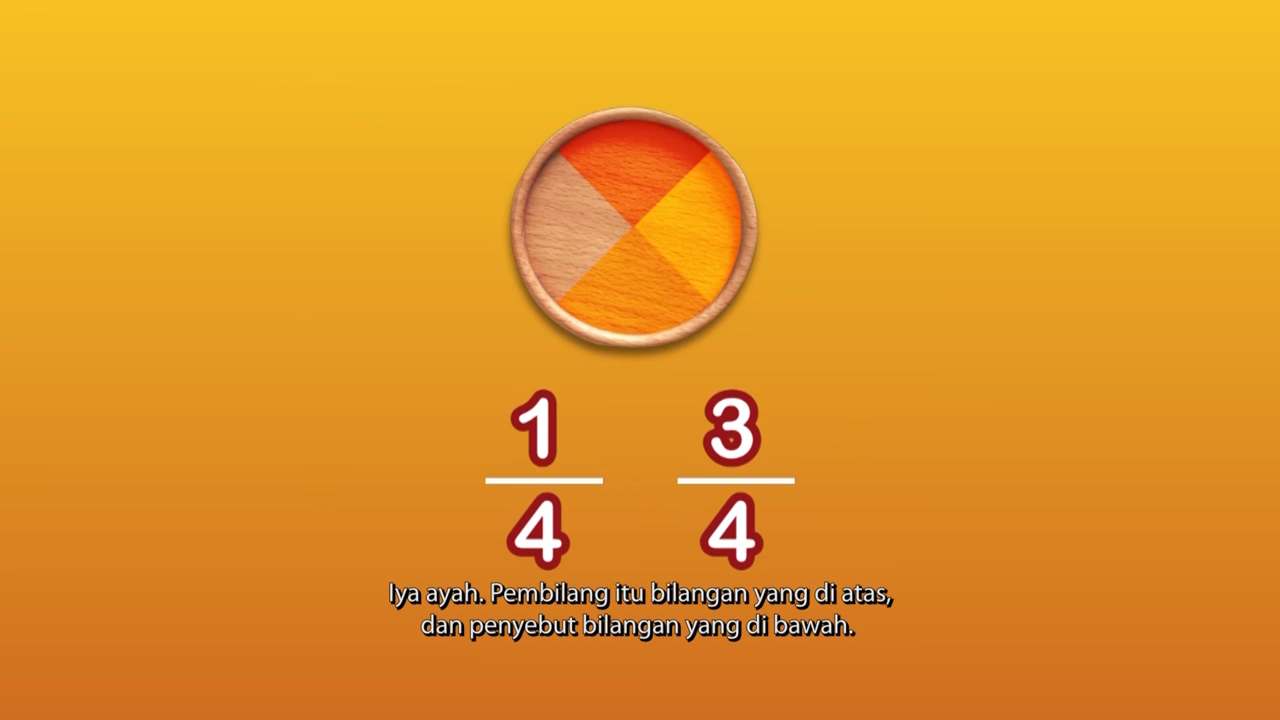 1 3
4 4
Iya ayah. Pembilang itu bilangan yang di atas,
dan penyebut bilangan yang di bawah.